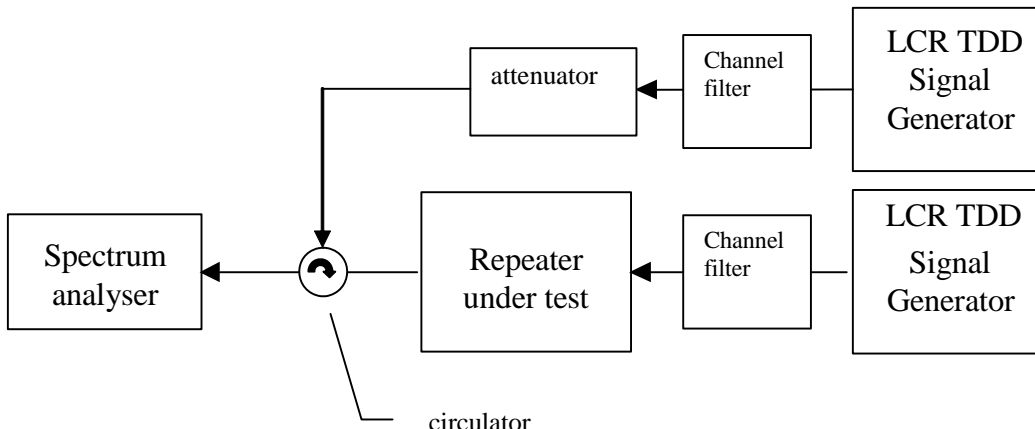 LCR TDD
Signal
Generator
Channel
filter
attenuator
LCR TDD
Signal
Generator
Channel
filter
Repeater
under test
Spectrum
analyser
circulator